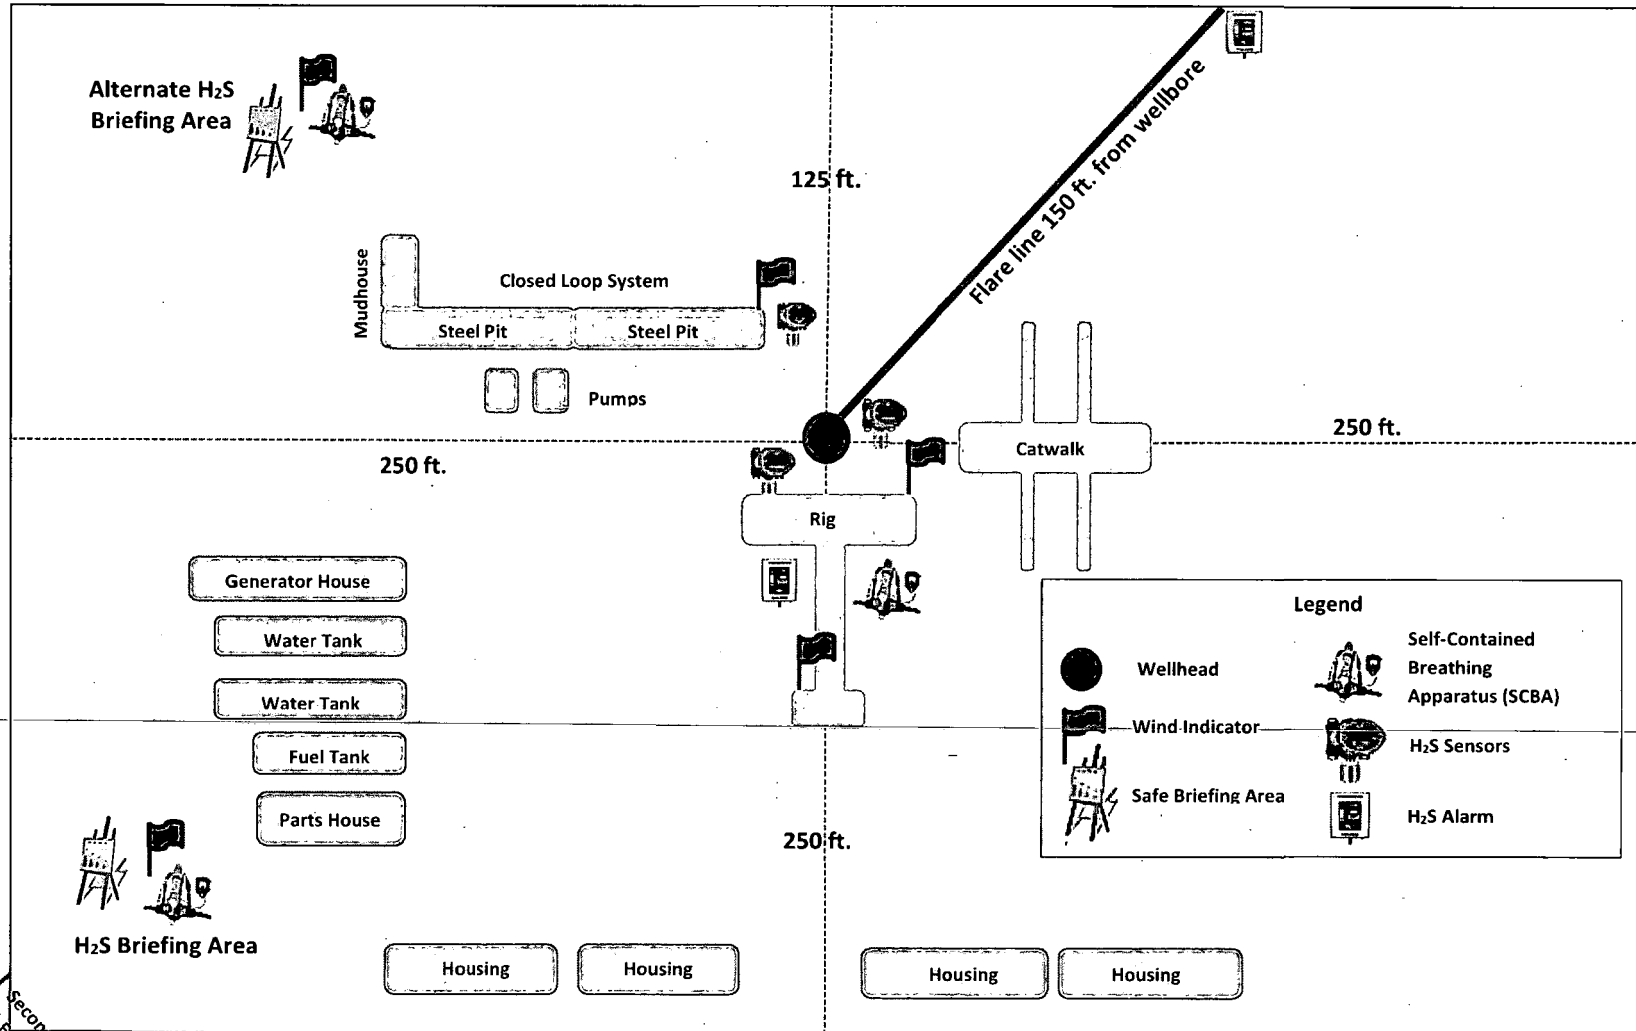 Alternate H2S
Briefing Area
125 ft.
Flare line 150 ft. from wellbore
Mudhouse
Closed Loop System
Steel Pit
Steel Pit
Pumps
250 ft.
250 ft.
Catwalk
Rig
Generator House
Water Tank
Water Tank
Fuel Tank
Parts House
Legend
Wellhead
Self-Contained
Breathing
Apparatus (SCBA)
Wind Indicator
H2S Sensors
Safe Briefing Area
H2S Alarm
250 ft.
H2S Briefing Area
Housing
Housing
Housing
Housing